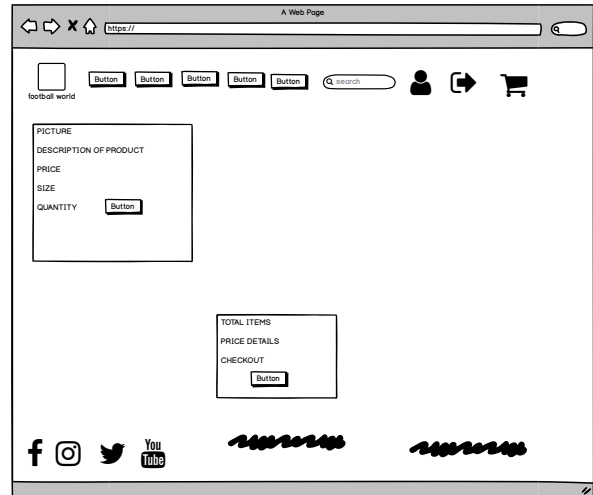 A Web Page
https://
football world
Button Button Button Button Button search
PICTURE
DESCRIPTION OF PRODUCT
PRICE
SIZE
QUANTITY Button
TOTAL ITEMS
PRICE DETAILS
CHECKOUT
Button
You
Tube